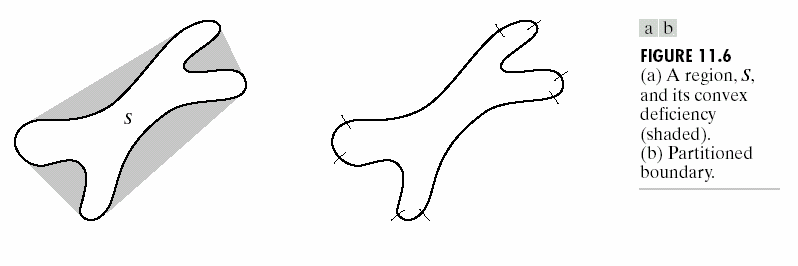 S
a b
FIGURE 11.6
(a) A region, S,
and its convex
deficiency
(shaded).
(b) Partitioned
boundary.